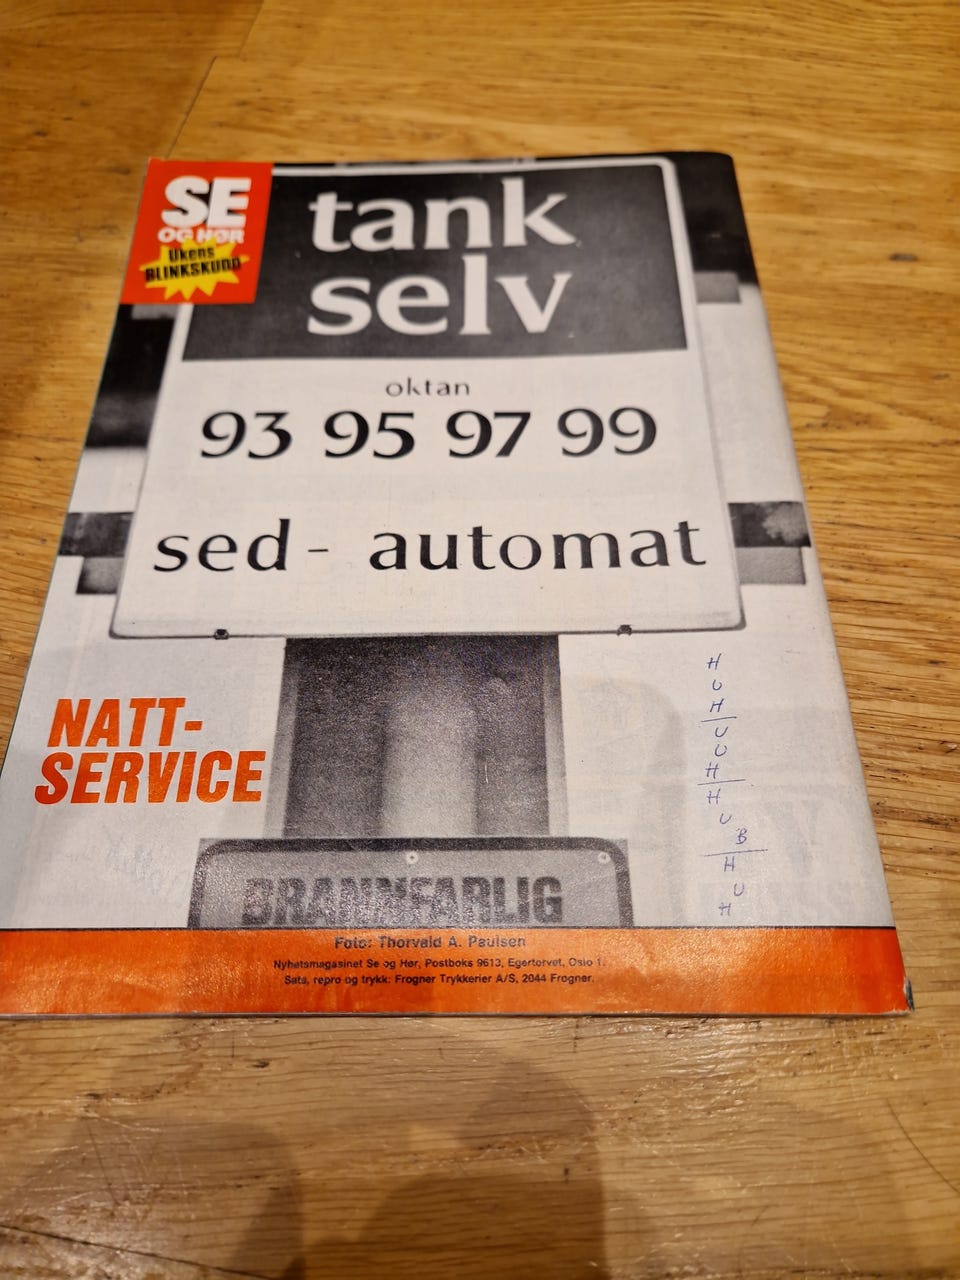 SE
OG HØR
Ukens
BLINKSKUDD
tank
selv
oktan
93 95 97 99
sed - automat
NATT-
SERVICE
H
U
H
U
U
H
H
U
B
H
U
H
BRANNFARLIG
Foto: Thorvald A. Paulsen
Nyhetsmagasinet Se og Hør, Postboks 9613, Egertorvet, Oslo 1.
Sats, repro og trykk: Frogner Trykkerier A/S, 2044 Frogner.